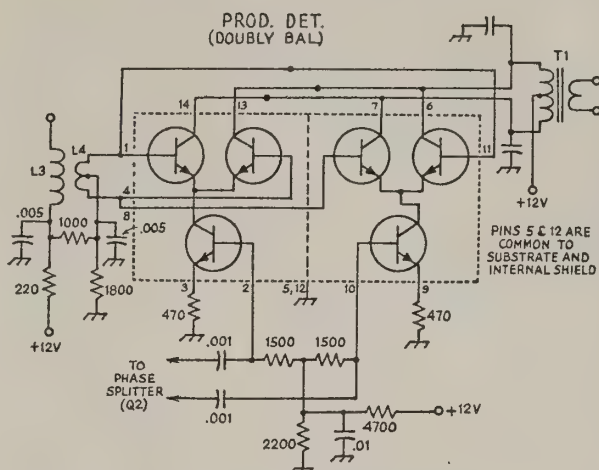 PROD. DET.
(DOUBLY BAL)
T1
14
13
7
6
L3
L4
1
11
4
8
+12V
.005
1000
.005
PINS 5 & 12 ARE
COMMON TO
SUBSTRATE AND
INTERNAL SHIELD
220
1800
3
2
5,12
10
9
470
470
+12V
.001
1500
1500
TO
PHASE
SPLITTER
(Q2)
.001
+12V
4700
2200
.01